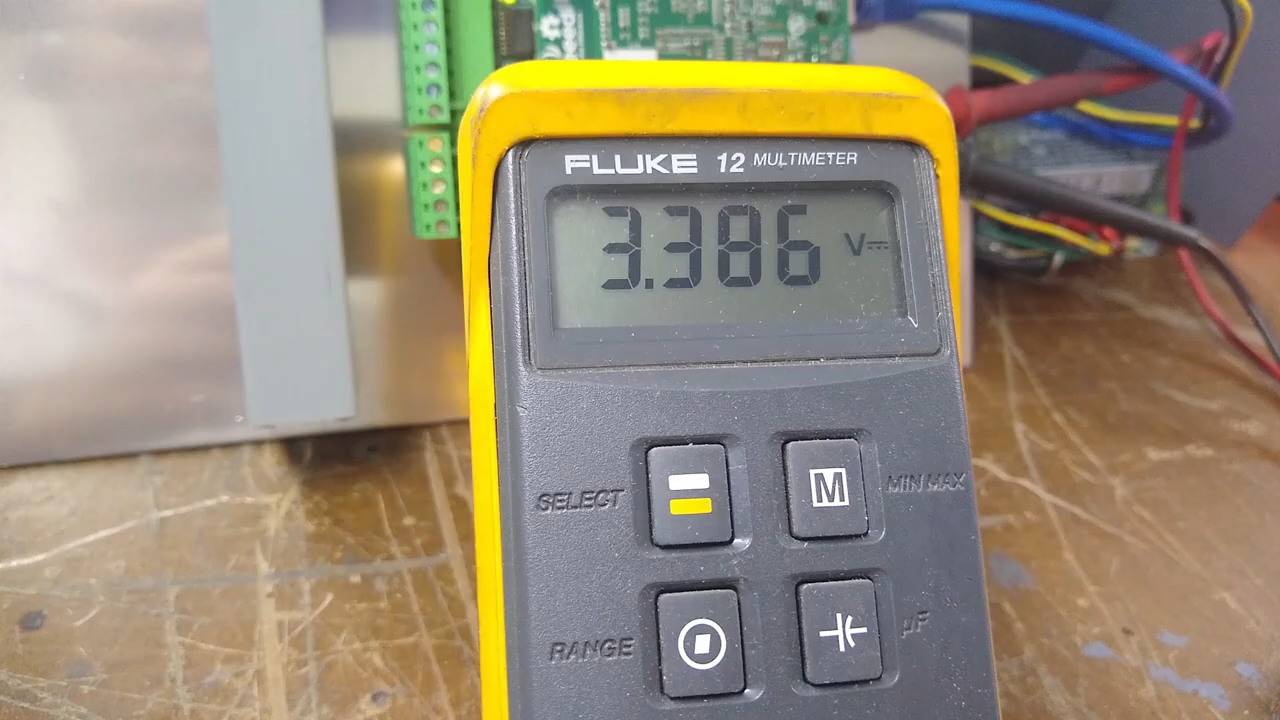 FLUKE 12 MULTIMETER
3.386 V
SELECT
M
MIN MAX
RANGE
µF